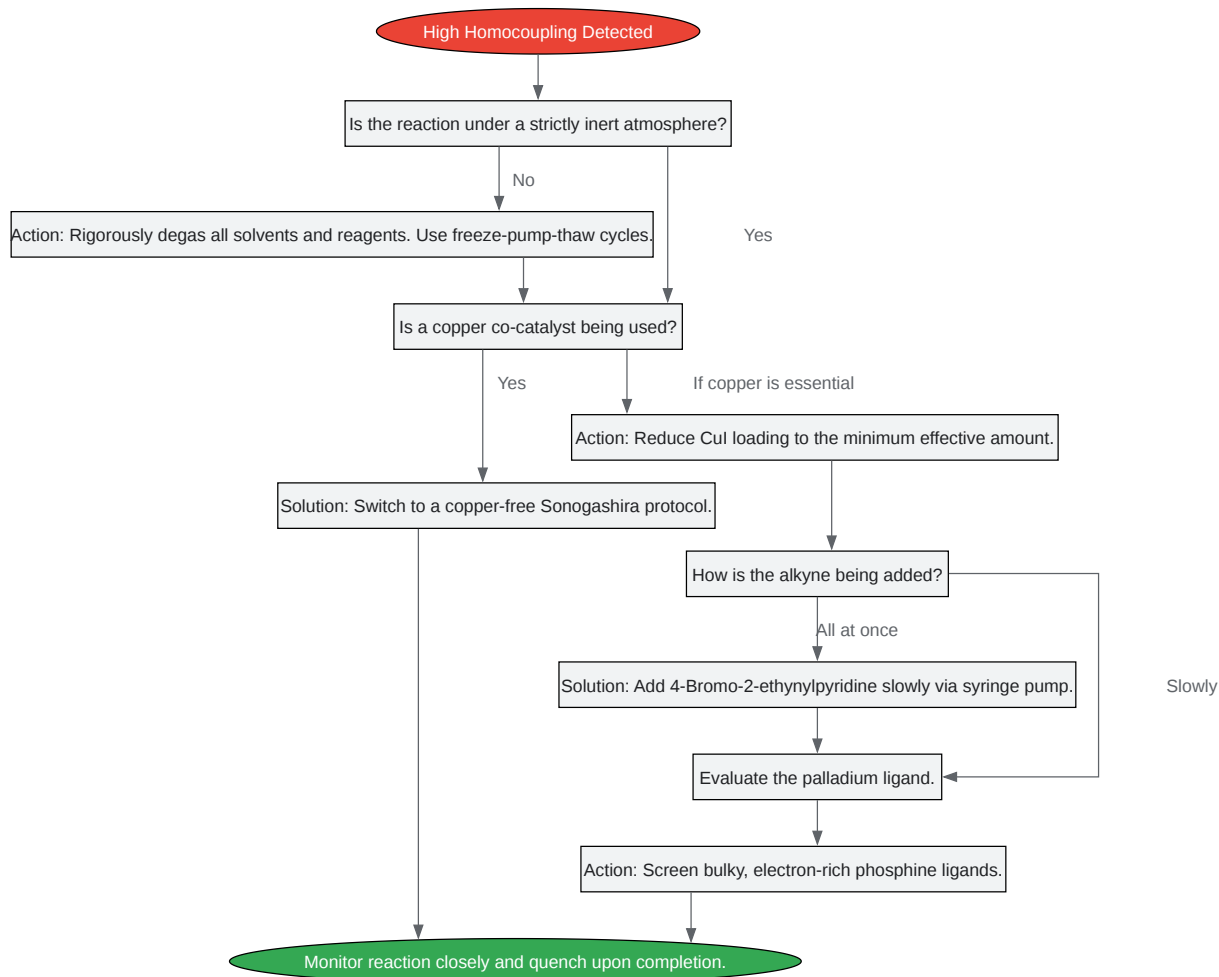 High Homocoupling Detected
Is the reaction under a strictly inert atmosphere?
No
Action: Rigorously degas all solvents and reagents. Use freeze-pump-thaw cycles.
Yes
Is a copper co-catalyst being used?
Yes
If copper is essential
Action: Reduce CuI loading to the minimum effective amount.
Solution: Switch to a copper-free Sonogashira protocol.
How is the alkyne being added?
All at once
Solution: Add 4-Bromo-2-ethynylpyridine slowly via syringe pump.
Slowly
Evaluate the palladium ligand.
Action: Screen bulky, electron-rich phosphine ligands.
Monitor reaction closely and quench upon completion.